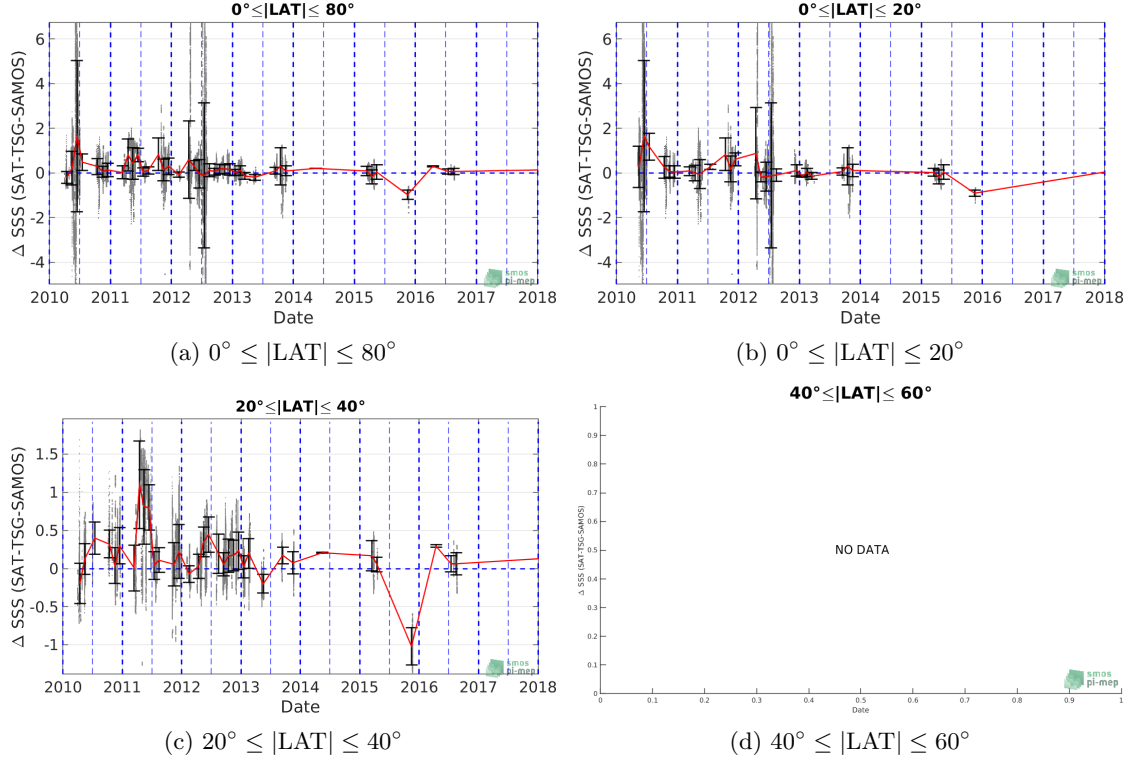 0°≤|LAT|≤ 80°
Δ SSS (SAT-TSG-SAMOS)
6
4
2
0
-2
-4
2010 2011 2012 2013 2014 2015 2016 2017 2018
Date
smos
pi-mep
(a) 0° ≤ |LAT| ≤ 80°
0°≤|LAT|≤ 20°
Δ SSS (SAT-TSG-SAMOS)
6
4
2
0
-2
-4
2010 2011 2012 2013 2014 2015 2016 2017 2018
Date
smos
pi-mep
(b) 0° ≤ |LAT| ≤ 20°
20°≤|LAT|≤ 40°
Δ SSS (SAT-TSG-SAMOS)
1.5
1
0.5
0
-0.5
-1
2010 2011 2012 2013 2014 2015 2016 2017 2018
Date
smos
pi-mep
(c) 20° ≤ |LAT| ≤ 40°
40°≤|LAT|≤ 60°
Δ SSS (SAT-TSG-SAMOS)
1
0.9
0.8
0.7
0.6
0.5
0.4
0.3
0.2
0.1
0
NO DATA
0 0.1 0.2 0.3 0.4 0.5 0.6 0.7 0.8 0.9 1
Date
smos
pi-mep
(d) 40° ≤ |LAT| ≤ 60°